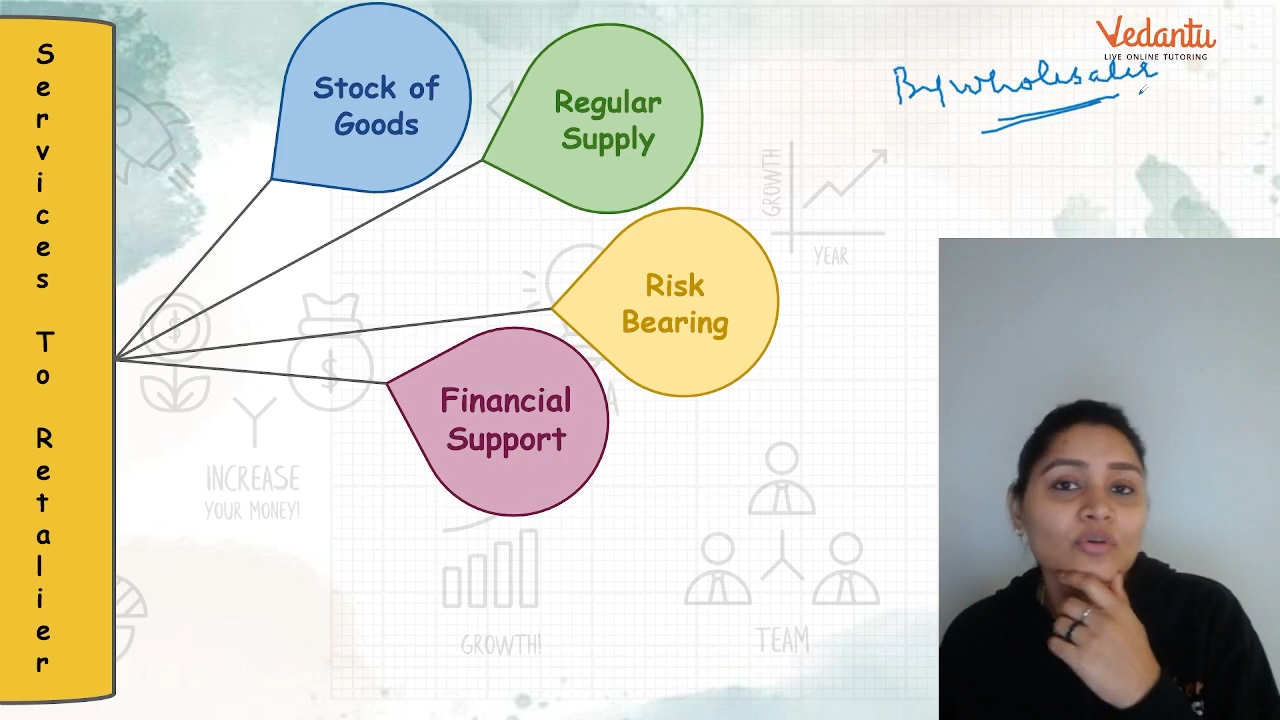 Services To Retalier
Stock of
Goods
Regular
Supply
Risk
Bearing
Financial
Support
Vedantu
LIVE ONLINE TUTORING
By wholesaler
GROWTH
YEAR
INCREASE
YOUR MONEY!
GROWTH!
TEAM